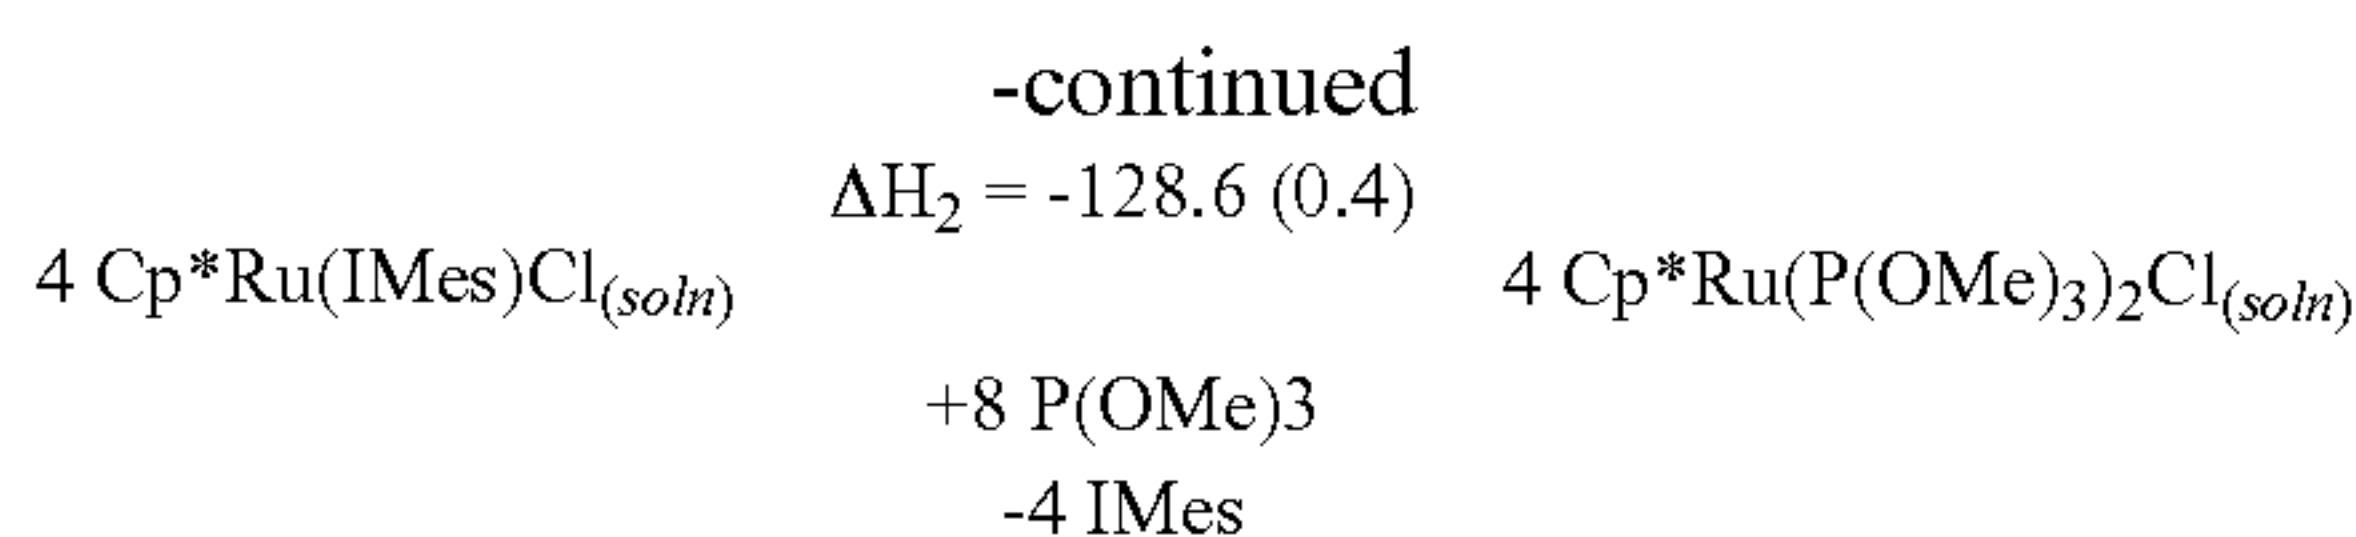 -continued
ΔH₂ = -128.6 (0.4)
4 Cp*Ru(IMes)Cl₍soln₎ 4 Cp*Ru(P(OMe)₃)₂Cl₍soln₎
+8 P(OMe)3
-4 IMes